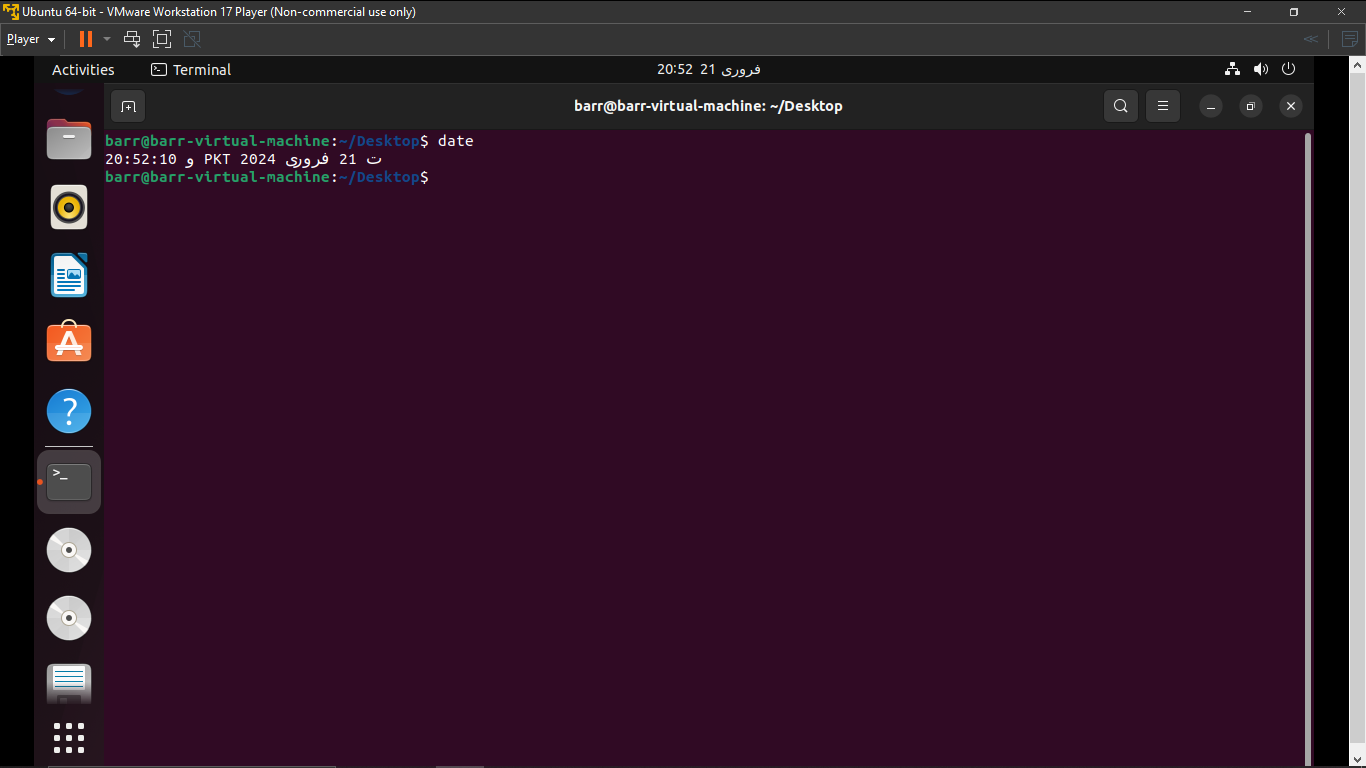 Ubuntu 64-bit - VMware Workstation 17 Player (Non-commercial use only)
Player
Activities
Terminal
20:52 21 فروری
barr@barr-virtual-machine: ~/Desktop
barr@barr-virtual-machine:~/Desktop$ date
20:52:10 و PKT 2024 ت 21 فروری
barr@barr-virtual-machine:~/Desktop$